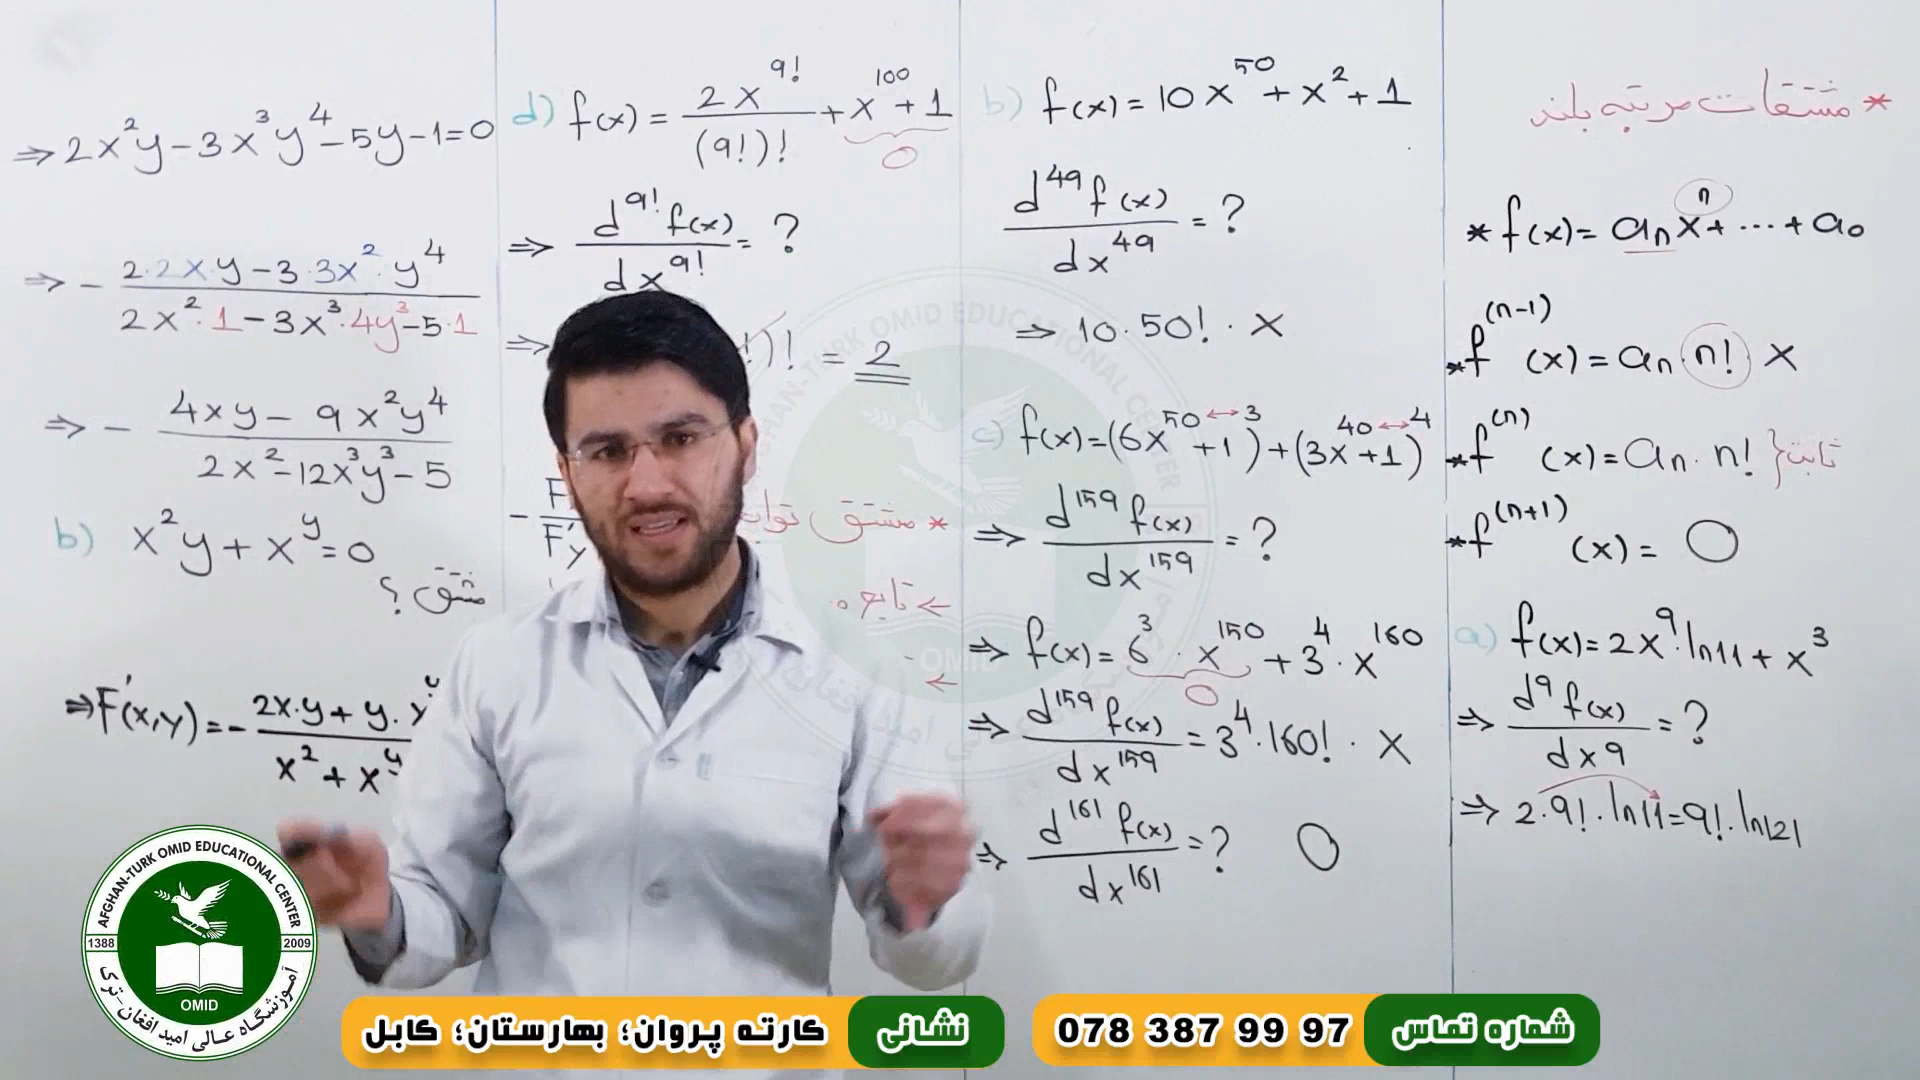 * مشتقات مرتبه بلند
* f(x) = aₙxⁿ + ... + a₀
* f⁽ⁿ⁻¹⁾(x) = aₙ n! x
* f⁽ⁿ⁾(x) = aₙ · n! } ثابت
* f⁽ⁿ⁺¹⁾(x) = 0
a) f(x) = 2x⁹·ln11 + x³
⇒ d⁹f(x)/dx9 = ?
⇒ 2·9!·ln11 = 9!·ln121
b) f(x) = 10x⁵⁰ + x² + 1
d⁴⁹f(x)/dx⁴⁹ = ?
⇒ 10·50!·x
c) f(x) = (6x⁵⁰ + 1)³ + (3x⁴⁰ + 1)⁴
⇒ d¹⁵⁹f(x)/dx¹⁵⁹ = ?
⇒ f(x) = 6³·x¹⁵⁰ + 3⁴·x¹⁶⁰
0
⇒ d¹⁵⁹f(x)/dx¹⁵⁹ = 3⁴·160!·x
⇒ d¹⁶¹f(x)/dx¹⁶¹ = ? 0
d) f(x) = 2x^9!/(9!)! + x¹⁰⁰ + 1
0
⇒ d^9! f(x)/dx^9! = ?
⇒ )! = 2
* مشتق
⇒ 2x²y − 3x³y⁴ − 5y − 1 = 0
⇒ − (2·2x·y − 3·3x²·y⁴)/(2x²·1 − 3x³·4y³ − 5·1)
⇒ − (4xy − 9x²y⁴)/(2x² − 12x³y³ − 5)
b) x²y + x^y = 0
مشتق ؟
⇒ F'(x,y) = − (2x·y + y·x^y)/(x² + x^y
AFGHAN-TURK OMID EDUCATIONAL CENTER
1388 2009
OMID
آموزشگاه عالی امید افغان-ترک
نشانی کارته پروان؛ بهارستان؛ کابل
شماره تماس 078 387 99 97